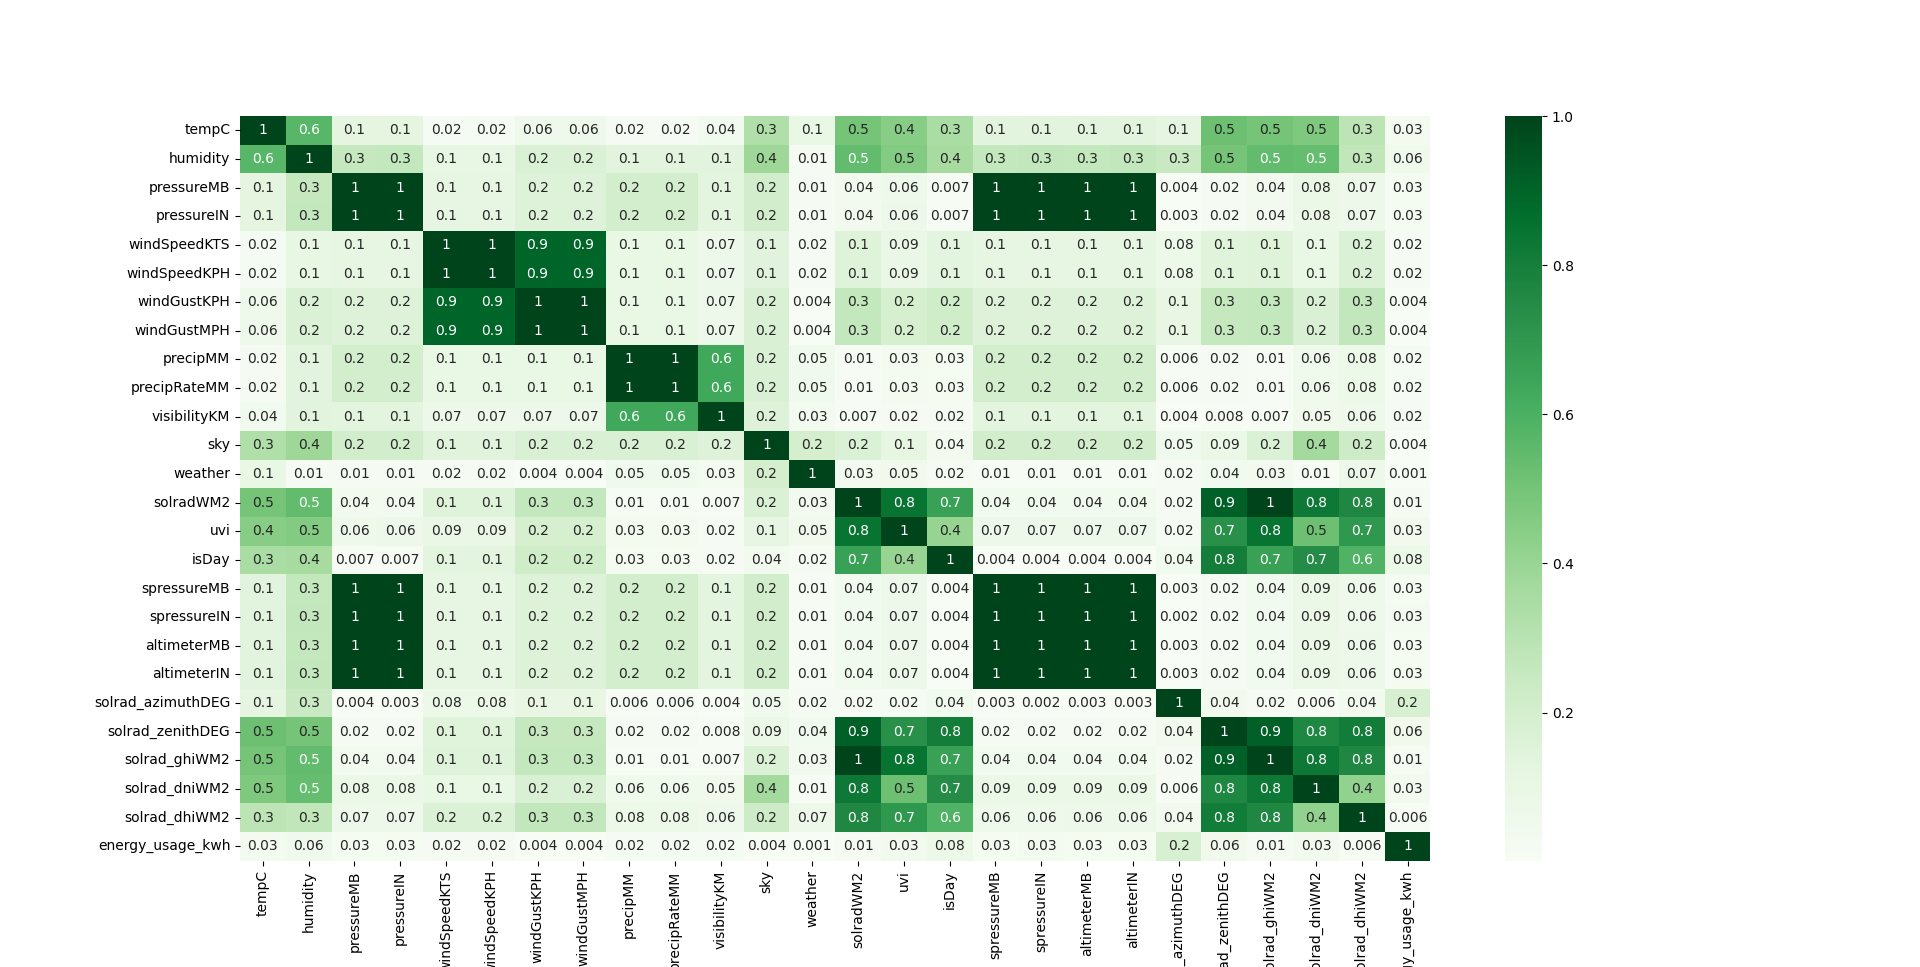 tempC 1 0.6 0.1 0.1 0.02 0.02 0.06 0.06 0.02 0.02 0.04 0.3 0.1 0.5 0.4 0.3 0.1 0.1 0.1 0.1 0.1 0.5 0.5 0.5 0.3 0.03 1.0
humidity 0.6 1 0.3 0.3 0.1 0.1 0.2 0.2 0.1 0.1 0.1 0.4 0.01 0.5 0.5 0.4 0.3 0.3 0.3 0.3 0.3 0.5 0.5 0.5 0.3 0.06
pressureMB 0.1 0.3 1 1 0.1 0.1 0.2 0.2 0.2 0.2 0.1 0.2 0.01 0.04 0.06 0.007 1 1 1 1 0.004 0.02 0.04 0.08 0.07 0.03
pressureIN 0.1 0.3 1 1 0.1 0.1 0.2 0.2 0.2 0.2 0.1 0.2 0.01 0.04 0.06 0.007 1 1 1 1 0.003 0.02 0.04 0.08 0.07 0.03
windSpeedKTS 0.02 0.1 0.1 0.1 1 1 0.9 0.9 0.1 0.1 0.07 0.1 0.02 0.1 0.09 0.1 0.1 0.1 0.1 0.1 0.08 0.1 0.1 0.1 0.2 0.02
windSpeedKPH 0.02 0.1 0.1 0.1 1 1 0.9 0.9 0.1 0.1 0.07 0.1 0.02 0.1 0.09 0.1 0.1 0.1 0.1 0.1 0.08 0.1 0.1 0.1 0.2 0.02 0.8
windGustKPH 0.06 0.2 0.2 0.2 0.9 0.9 1 1 0.1 0.1 0.07 0.2 0.004 0.3 0.2 0.2 0.2 0.2 0.2 0.2 0.1 0.3 0.3 0.2 0.3 0.004
windGustMPH 0.06 0.2 0.2 0.2 0.9 0.9 1 1 0.1 0.1 0.07 0.2 0.004 0.3 0.2 0.2 0.2 0.2 0.2 0.2 0.1 0.3 0.3 0.2 0.3 0.004
precipMM 0.02 0.1 0.2 0.2 0.1 0.1 0.1 0.1 1 1 0.6 0.2 0.05 0.01 0.03 0.03 0.2 0.2 0.2 0.2 0.006 0.02 0.01 0.06 0.08 0.02
precipRateMM 0.02 0.1 0.2 0.2 0.1 0.1 0.1 0.1 1 1 0.6 0.2 0.05 0.01 0.03 0.03 0.2 0.2 0.2 0.2 0.006 0.02 0.01 0.06 0.08 0.02
visibilityKM 0.04 0.1 0.1 0.1 0.07 0.07 0.07 0.07 0.6 0.6 1 0.2 0.03 0.007 0.02 0.02 0.1 0.1 0.1 0.1 0.004 0.008 0.007 0.05 0.06 0.02 0.6
sky 0.3 0.4 0.2 0.2 0.1 0.1 0.2 0.2 0.2 0.2 0.2 1 0.2 0.2 0.1 0.04 0.2 0.2 0.2 0.2 0.05 0.09 0.2 0.4 0.2 0.004
weather 0.1 0.01 0.01 0.01 0.02 0.02 0.004 0.004 0.05 0.05 0.03 0.2 1 0.03 0.05 0.02 0.01 0.01 0.01 0.01 0.02 0.04 0.03 0.01 0.07 0.001
solradWM2 0.5 0.5 0.04 0.04 0.1 0.1 0.3 0.3 0.01 0.01 0.007 0.2 0.03 1 0.8 0.7 0.04 0.04 0.04 0.04 0.02 0.9 1 0.8 0.8 0.01
uvi 0.4 0.5 0.06 0.06 0.09 0.09 0.2 0.2 0.03 0.03 0.02 0.1 0.05 0.8 1 0.4 0.07 0.07 0.07 0.07 0.02 0.7 0.8 0.5 0.7 0.03
isDay 0.3 0.4 0.007 0.007 0.1 0.1 0.2 0.2 0.03 0.03 0.02 0.04 0.02 0.7 0.4 1 0.004 0.004 0.004 0.004 0.04 0.8 0.7 0.7 0.6 0.08 0.4
spressureMB 0.1 0.3 1 1 0.1 0.1 0.2 0.2 0.2 0.2 0.1 0.2 0.01 0.04 0.07 0.004 1 1 1 1 0.003 0.02 0.04 0.09 0.06 0.03
spressureIN 0.1 0.3 1 1 0.1 0.1 0.2 0.2 0.2 0.2 0.1 0.2 0.01 0.04 0.07 0.004 1 1 1 1 0.002 0.02 0.04 0.09 0.06 0.03
altimeterMB 0.1 0.3 1 1 0.1 0.1 0.2 0.2 0.2 0.2 0.1 0.2 0.01 0.04 0.07 0.004 1 1 1 1 0.003 0.02 0.04 0.09 0.06 0.03
altimeterIN 0.1 0.3 1 1 0.1 0.1 0.2 0.2 0.2 0.2 0.1 0.2 0.01 0.04 0.07 0.004 1 1 1 1 0.003 0.02 0.04 0.09 0.06 0.03
solrad_azimuthDEG 0.1 0.3 0.004 0.003 0.08 0.08 0.1 0.1 0.006 0.006 0.004 0.05 0.02 0.02 0.02 0.04 0.003 0.002 0.003 0.003 1 0.04 0.02 0.006 0.04 0.2 0.2
solrad_zenithDEG 0.5 0.5 0.02 0.02 0.1 0.1 0.3 0.3 0.02 0.02 0.008 0.09 0.04 0.9 0.7 0.8 0.02 0.02 0.02 0.02 0.04 1 0.9 0.8 0.8 0.06
solrad_ghiWM2 0.5 0.5 0.04 0.04 0.1 0.1 0.3 0.3 0.01 0.01 0.007 0.2 0.03 1 0.8 0.7 0.04 0.04 0.04 0.04 0.02 0.9 1 0.8 0.8 0.01
solrad_dniWM2 0.5 0.5 0.08 0.08 0.1 0.1 0.2 0.2 0.06 0.06 0.05 0.4 0.01 0.8 0.5 0.7 0.09 0.09 0.09 0.09 0.006 0.8 0.8 1 0.4 0.03
solrad_dhiWM2 0.3 0.3 0.07 0.07 0.2 0.2 0.3 0.3 0.08 0.08 0.06 0.2 0.07 0.8 0.7 0.6 0.06 0.06 0.06 0.06 0.04 0.8 0.8 0.4 1 0.006
energy_usage_kwh 0.03 0.06 0.03 0.03 0.02 0.02 0.004 0.004 0.02 0.02 0.02 0.004 0.001 0.01 0.03 0.08 0.03 0.03 0.03 0.03 0.2 0.06 0.01 0.03 0.006 1
tempC
humidity
pressureMB
pressureIN
windSpeedKTS
windSpeedKPH
windGustKPH
windGustMPH
precipMM
precipRateMM
visibilityKM
sky
weather
solradWM2
uvi
isDay
spressureMB
spressureIN
altimeterMB
altimeterIN
_azimuthDEG
ad_zenithDEG
olrad_ghiWM2
olrad_dniWM2
olrad_dhiWM2
gy_usage_kwh